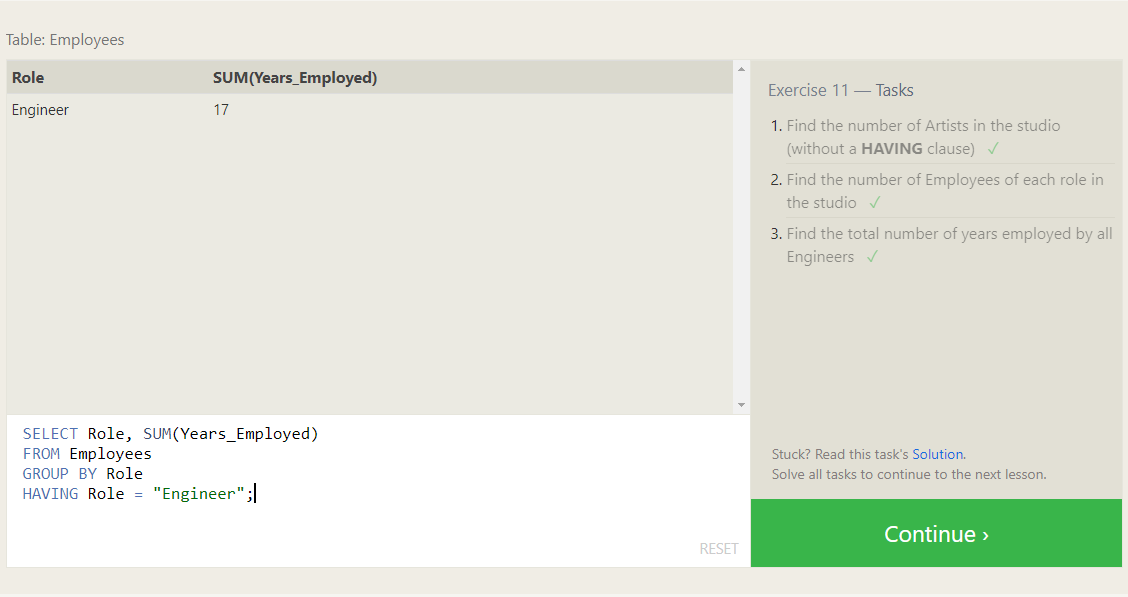 Table: Employees
Role SUM(Years_Employed)
Engineer 17
SELECT Role, SUM(Years_Employed)
FROM Employees
GROUP BY Role
HAVING Role = "Engineer";
RESET
Exercise 11 — Tasks
1. Find the number of Artists in the studio
(without a HAVING clause) ✓
2. Find the number of Employees of each role in
the studio ✓
3. Find the total number of years employed by all
Engineers ✓
Stuck? Read this task's Solution.
Solve all tasks to continue to the next lesson.
Continue ›